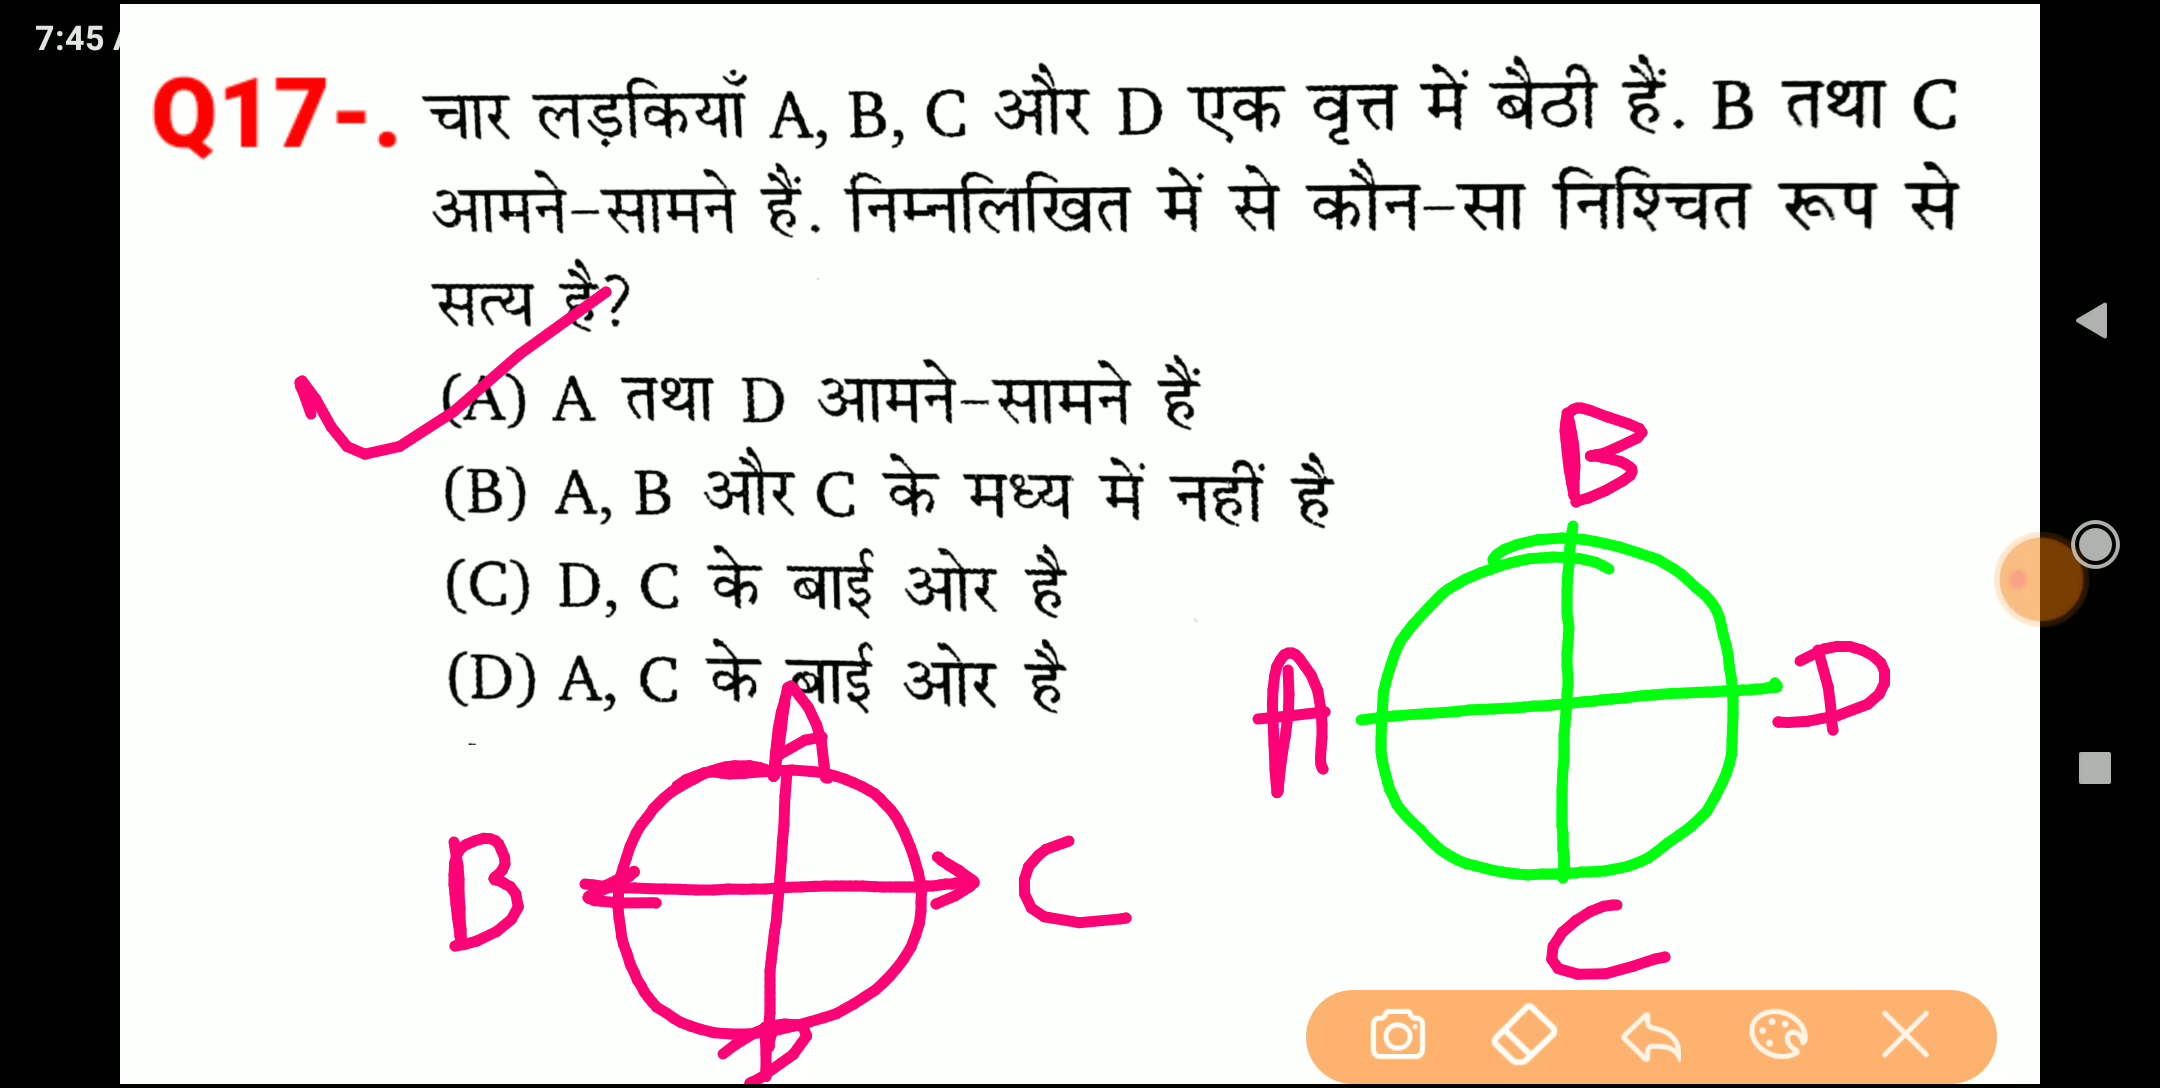 7:45
Q17-. चार लड़कियाँ A, B, C और D एक वृत्त में बैठी हैं. B तथा C
आमने-सामने हैं. निम्नलिखित में से कौन-सा निश्चित रूप से
सत्य है?
(A) A तथा D आमने-सामने हैं
(B) A, B और C के मध्य में नहीं है
(C) D, C के बाई ओर है
(D) A, C के बाई ओर है
B
A
D
C
A
B
C
D